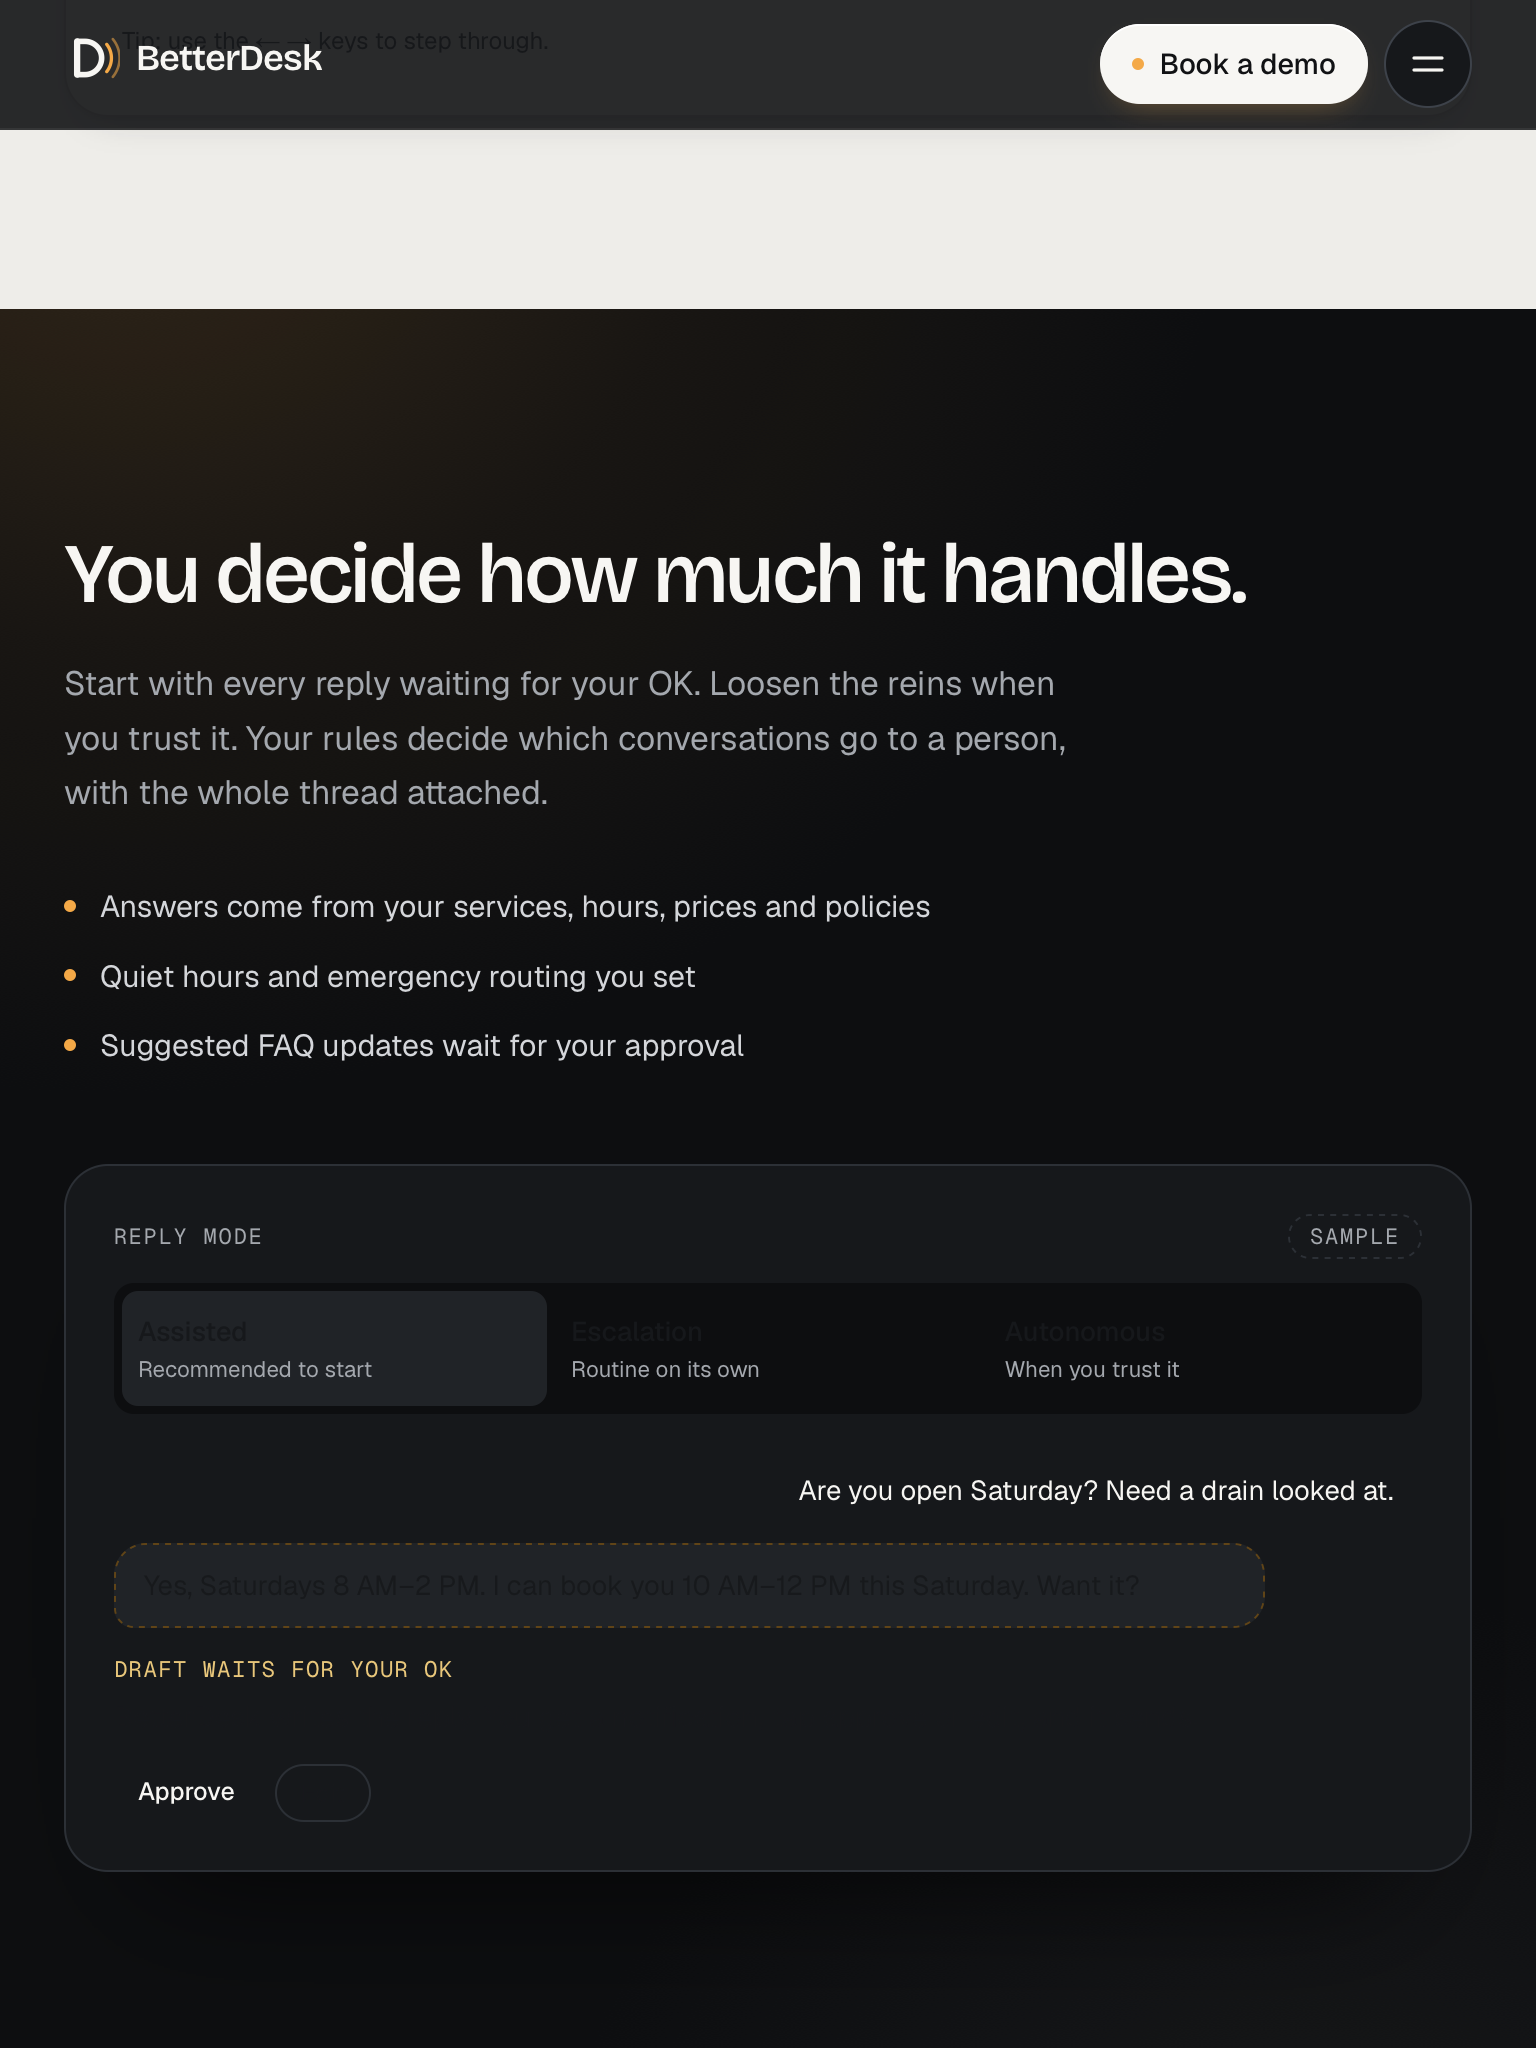 Tip: use the ← → keys to step through.
BetterDesk
Book a demo
You decide how much it handles.
Start with every reply waiting for your OK. Loosen the reins when
you trust it. Your rules decide which conversations go to a person,
with the whole thread attached.
Answers come from your services, hours, prices and policies
Quiet hours and emergency routing you set
Suggested FAQ updates wait for your approval
REPLY MODE
SAMPLE
Assisted
Recommended to start
Escalation
Routine on its own
Autonomous
When you trust it
Are you open Saturday? Need a drain looked at.
Yes, Saturdays 8 AM–2 PM. I can book you 10 AM–12 PM this Saturday. Want it?
DRAFT WAITS FOR YOUR OK
Approve